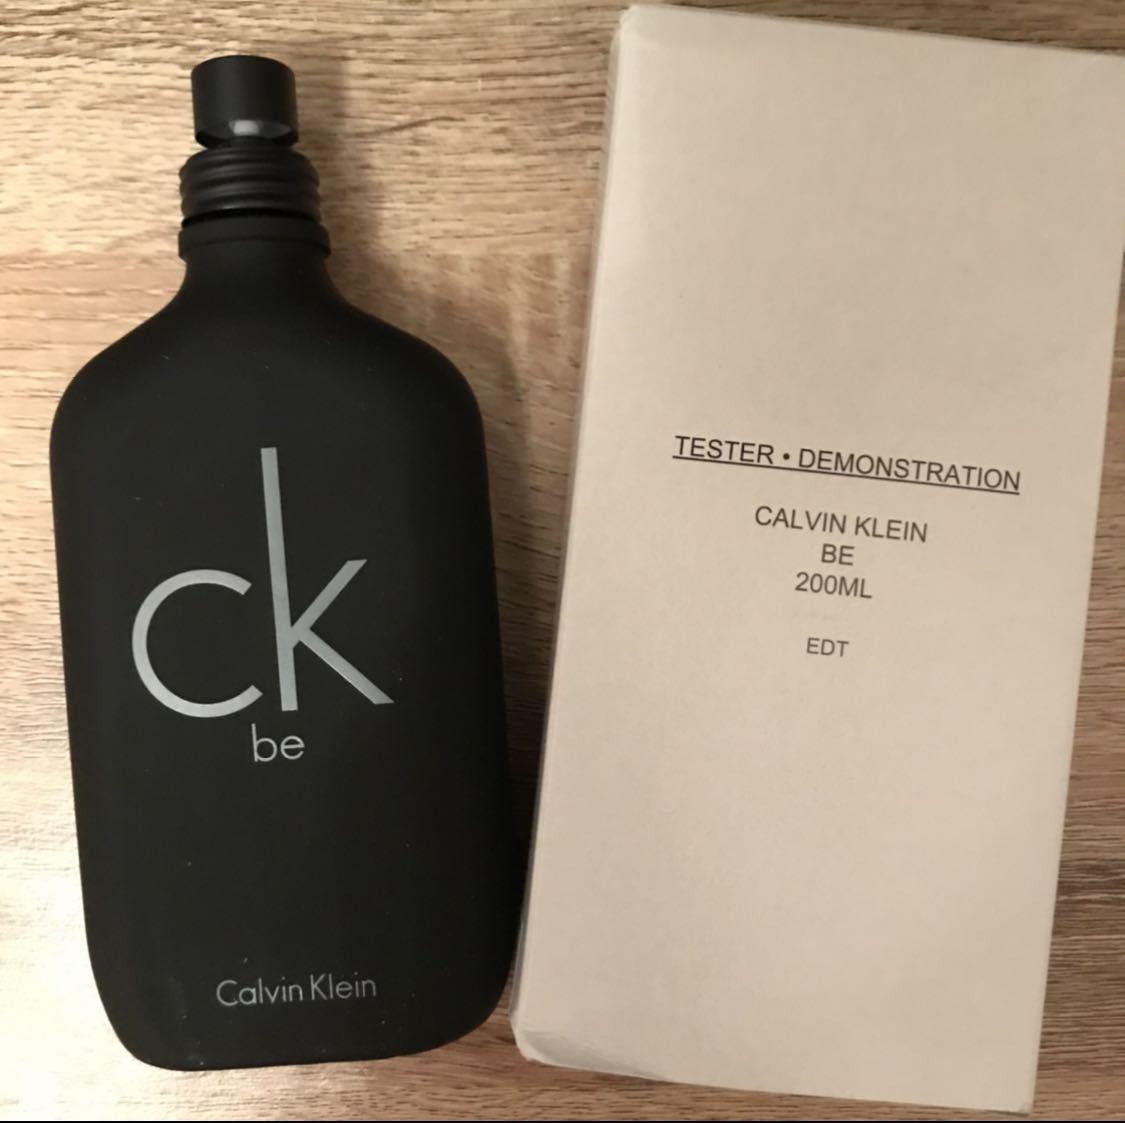 ck
be
Calvin Klein
TESTER • DEMONSTRATION
CALVIN KLEIN
BE
200ML
EDT